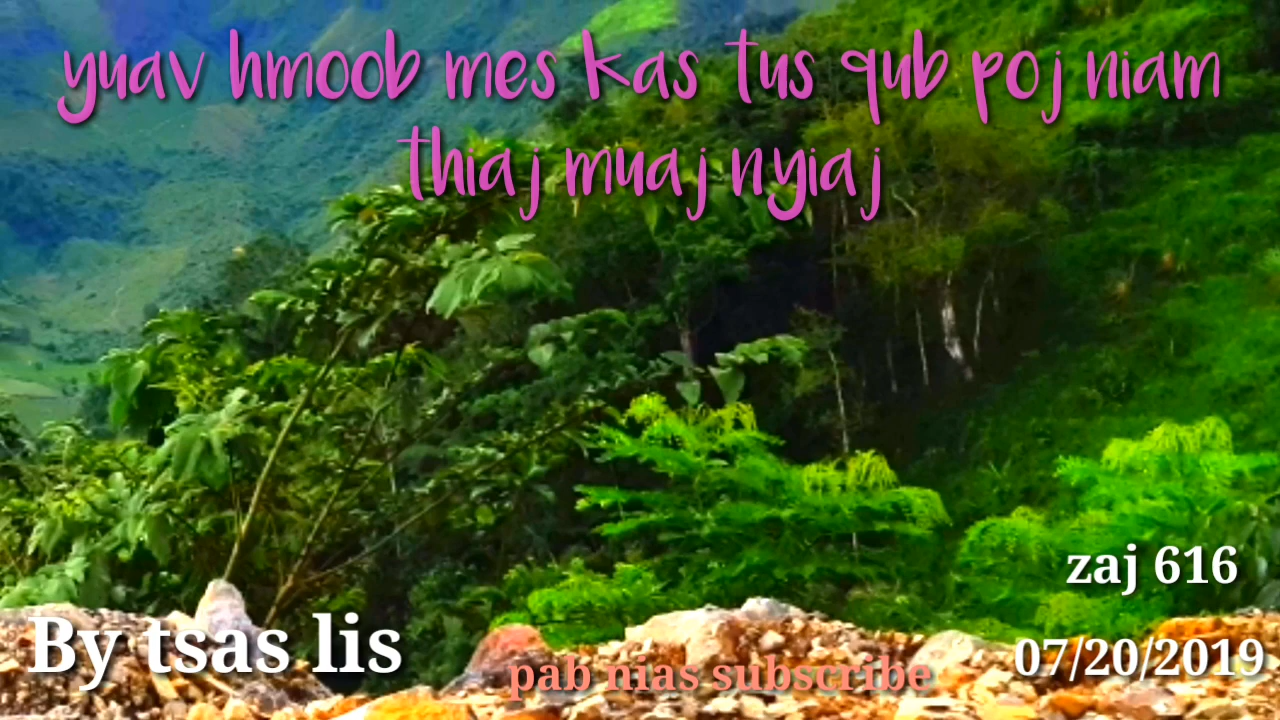 yuav hmoob mes kas tus qub poj niam
thiaj muaj nyiaj
zaj 616
By tsas lis
pab nias subscribe
07/20/2019